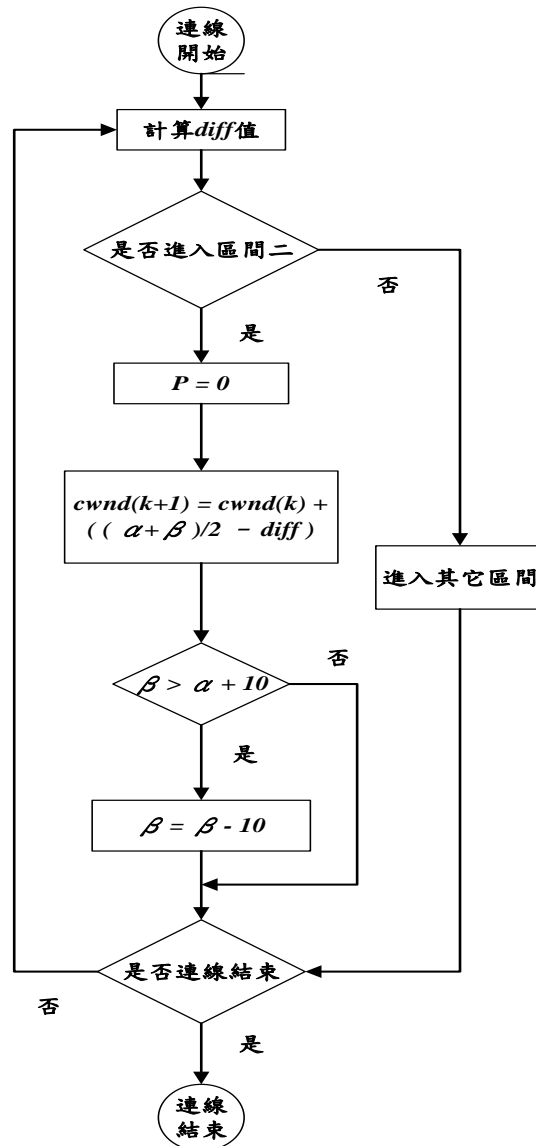 連線
開始
計算diff值
是否進入區間二
否
是
P = 0
cwnd(k+1) = cwnd(k) +
( ( α+ β )/2 － diff )
進入其它區間
否
β > α + 10
是
β = β - 10
是否連線結束
否
是
連線
結束